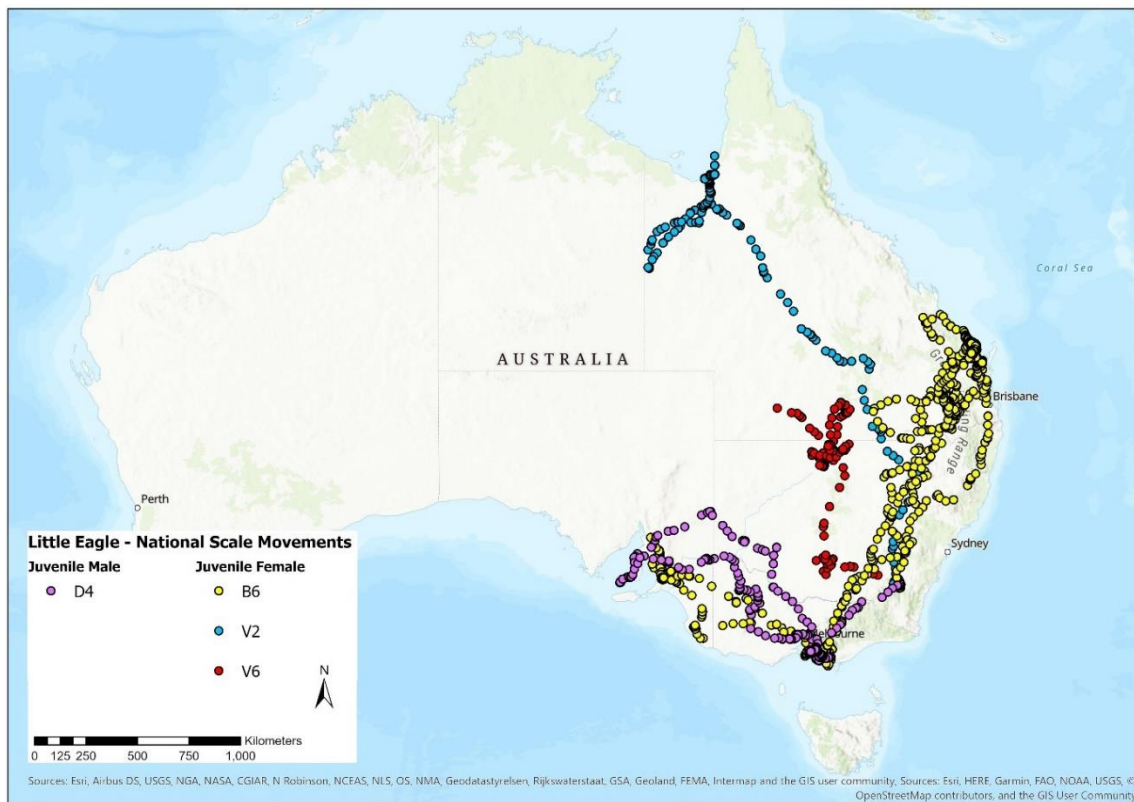 Coral Sea
AUSTRALIA
Brisbane
Range
Perth
Sydney
Little Eagle - National Scale Movements
Juvenile Male
Juvenile Female
D4
B6
V2
V6
N
Kilometers
0 125 250 500 750 1,000
Sources: Esri, Airbus DS, USGS, NGA, NASA, CGIAR, N Robinson, NCEAS, NLS, OS, NMA, Geodatastyrelsen, Rijkswaterstaat, GSA, Geoland, FEMA, Intermap and the GIS user community, Sources: Esri, HERE, Garmin, FAO, NOAA, USGS, ©
OpenStreetMap contributors, and the GIS User Community